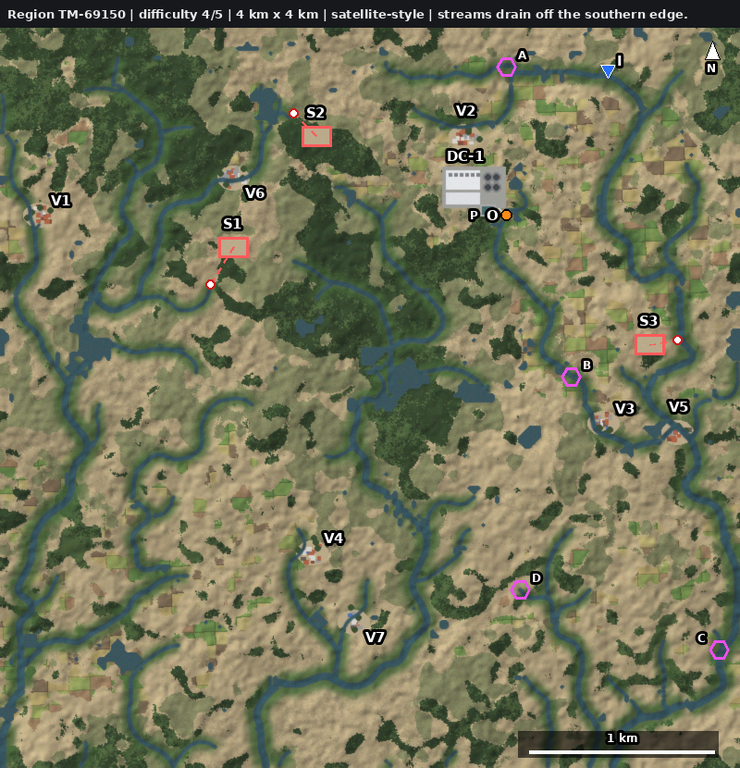 Region TM-69150 | difficulty 4/5 | 4 km x 4 km | satellite-style | streams drain off the southern edge.
A
I
N
S2
V2
DC-1
V6
V1
P O
S1
S3
B
V3
V5
V4
D
V7
C
1 km